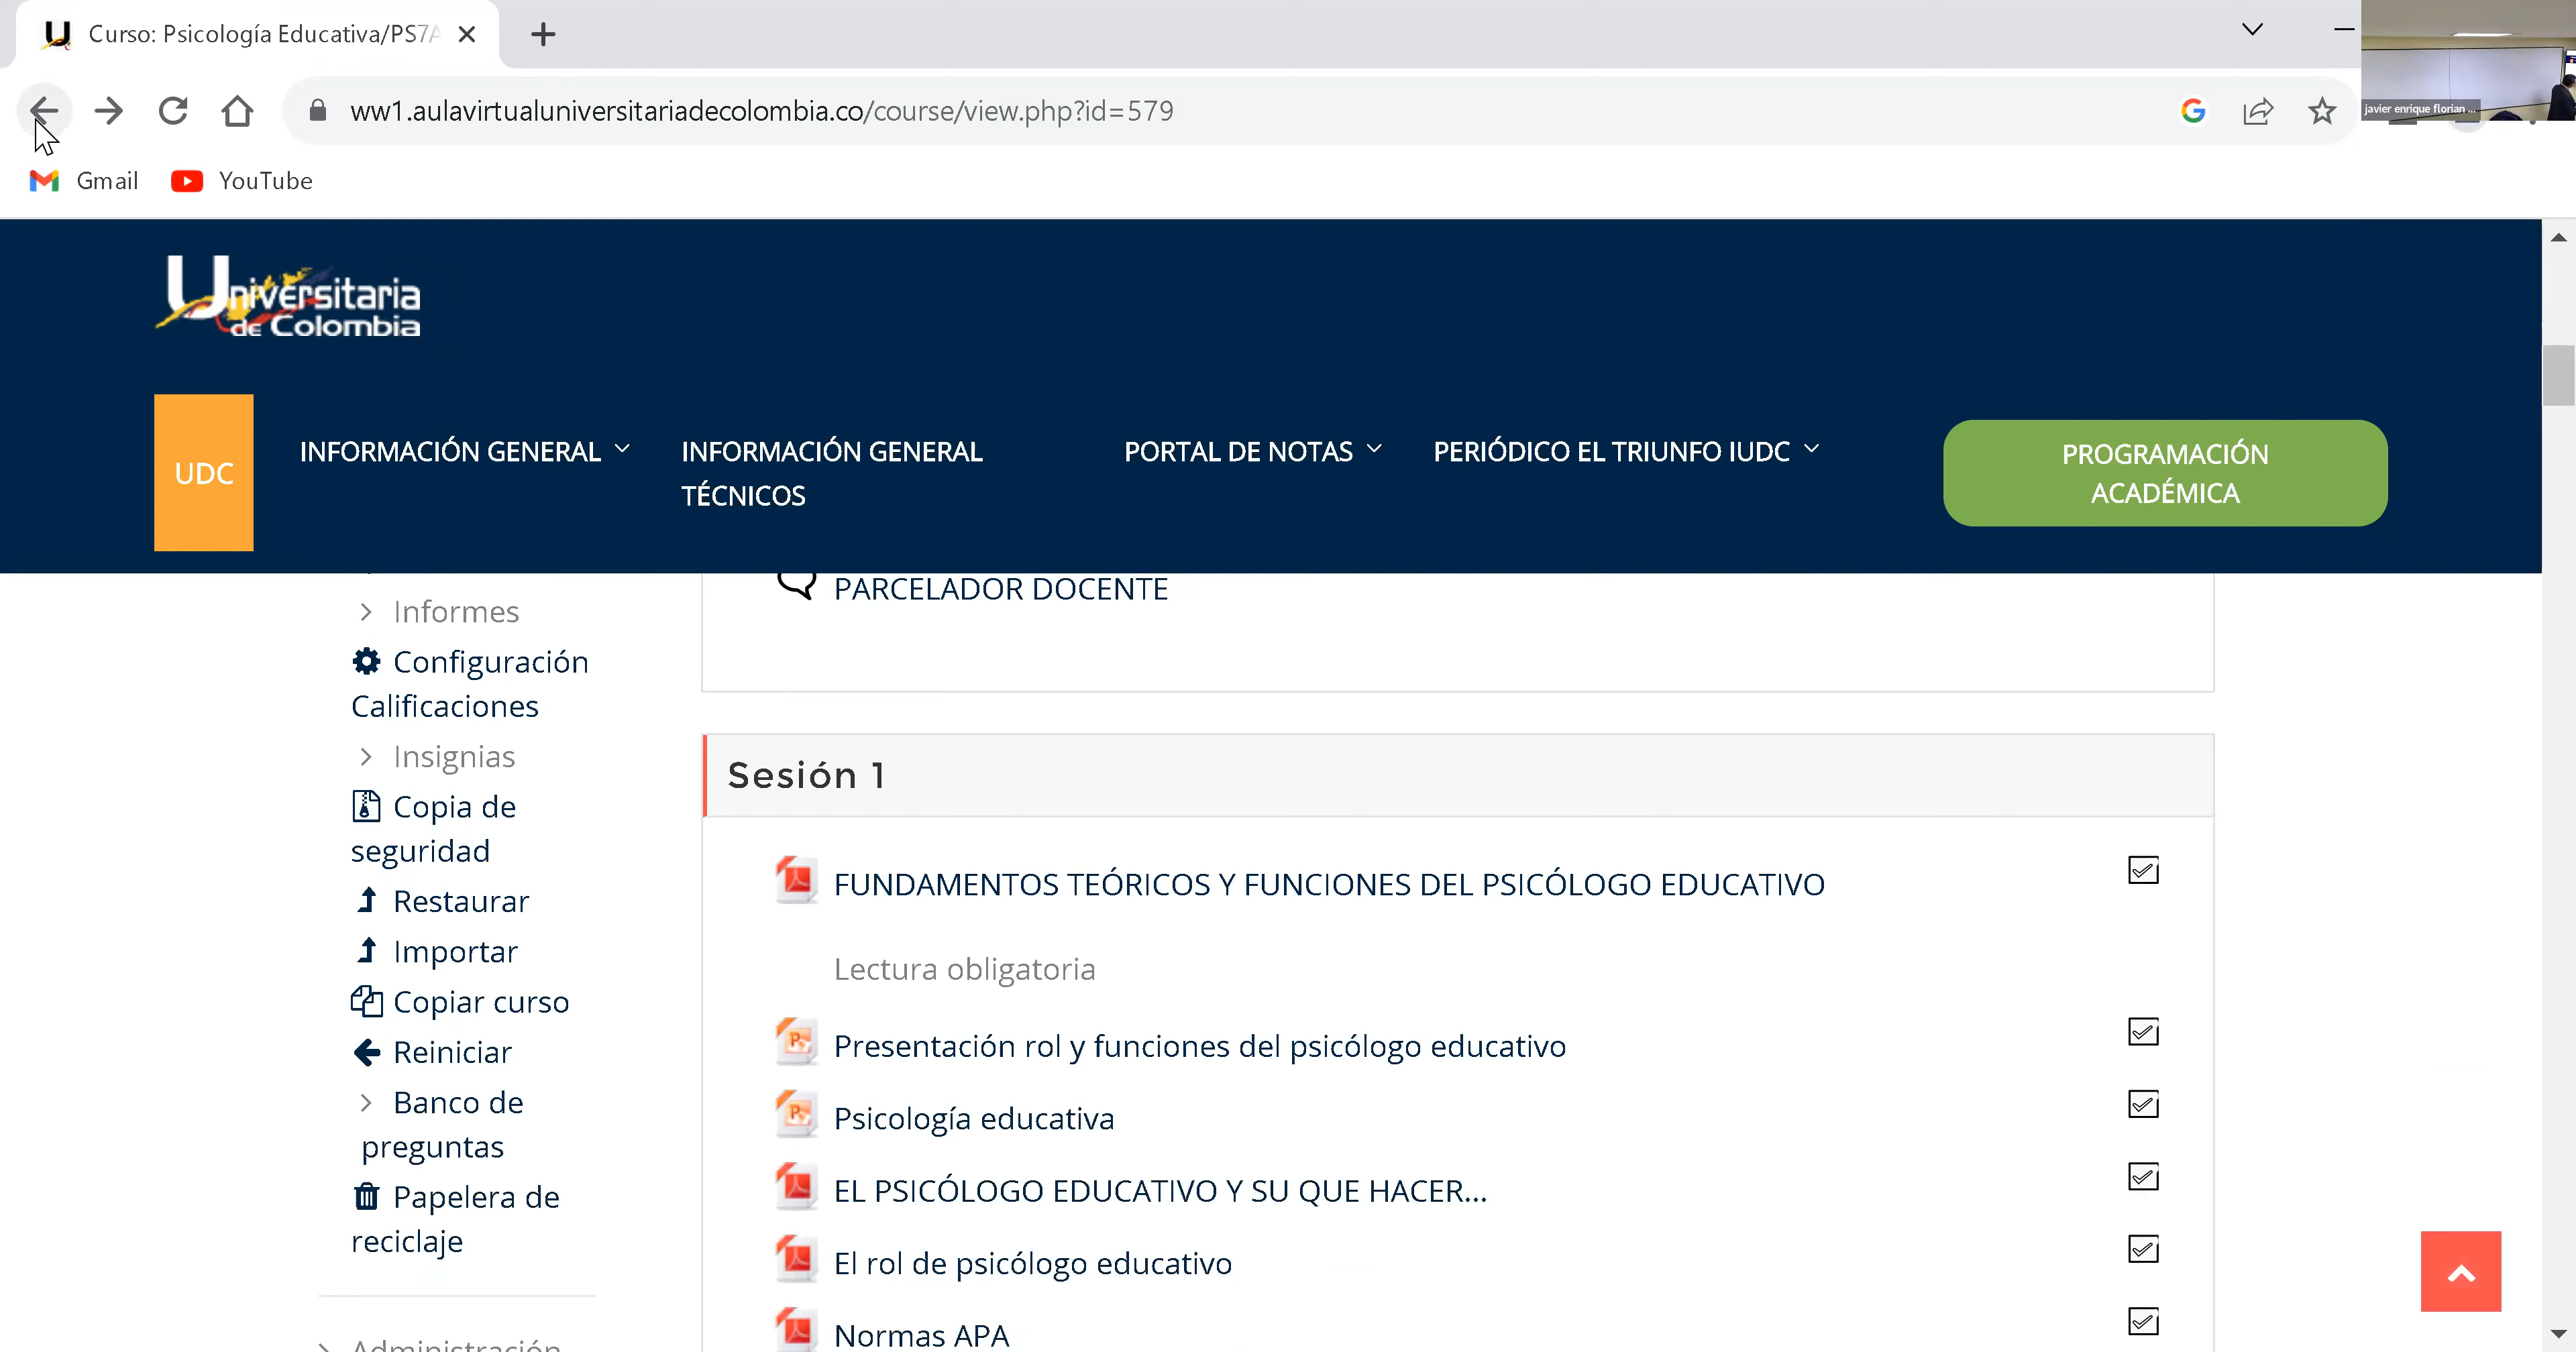 Curso: Psicología Educativa/PS7A
ww1.aulavirtualuniversitariadecolombia.co/course/view.php?id=579
javier enrique florian ...
Gmail
YouTube
Universitaria
de Colombia
UDC
INFORMACIÓN GENERAL
INFORMACIÓN GENERAL
TÉCNICOS
PORTAL DE NOTAS
PERIÓDICO EL TRIUNFO IUDC
PROGRAMACIÓN
ACADÉMICA
Informes
Configuración
Calificaciones
Insignias
Copia de
seguridad
Restaurar
Importar
Copiar curso
Reiniciar
Banco de
preguntas
Papelera de
reciclaje
Administración
PARCELADOR DOCENTE
Sesión 1
FUNDAMENTOS TEÓRICOS Y FUNCIONES DEL PSICÓLOGO EDUCATIVO
Lectura obligatoria
Presentación rol y funciones del psicólogo educativo
Psicología educativa
EL PSICÓLOGO EDUCATIVO Y SU QUE HACER...
El rol de psicólogo educativo
Normas APA